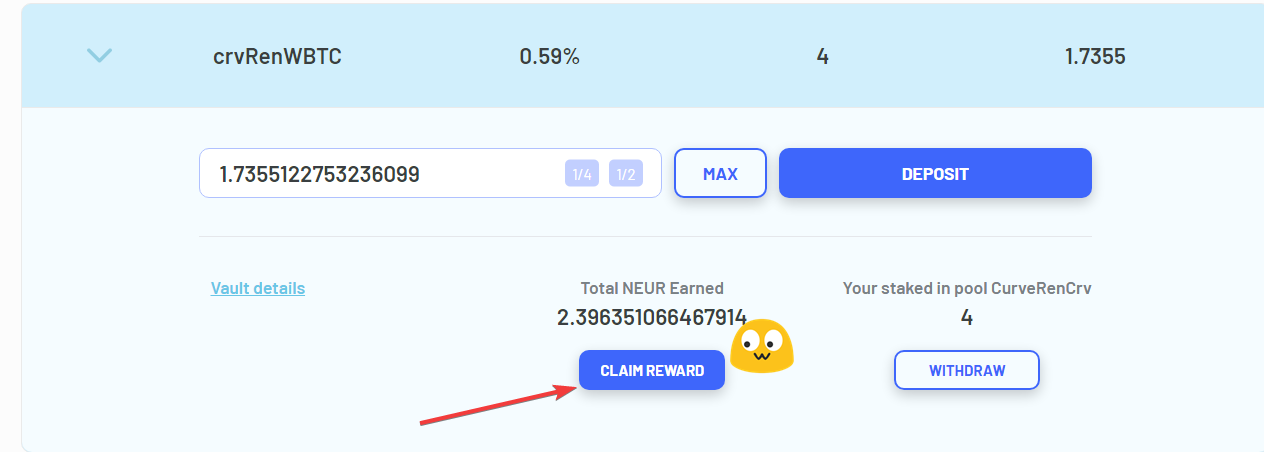 crvRenWBTC 0.59% 4 1.7355
1.7355122753236099 1/4 1/2 MAX DEPOSIT
Vault details Total NEUR Earned Your staked in pool CurveRenCrv
2.396351066467914 4
CLAIM REWARD WITHDRAW